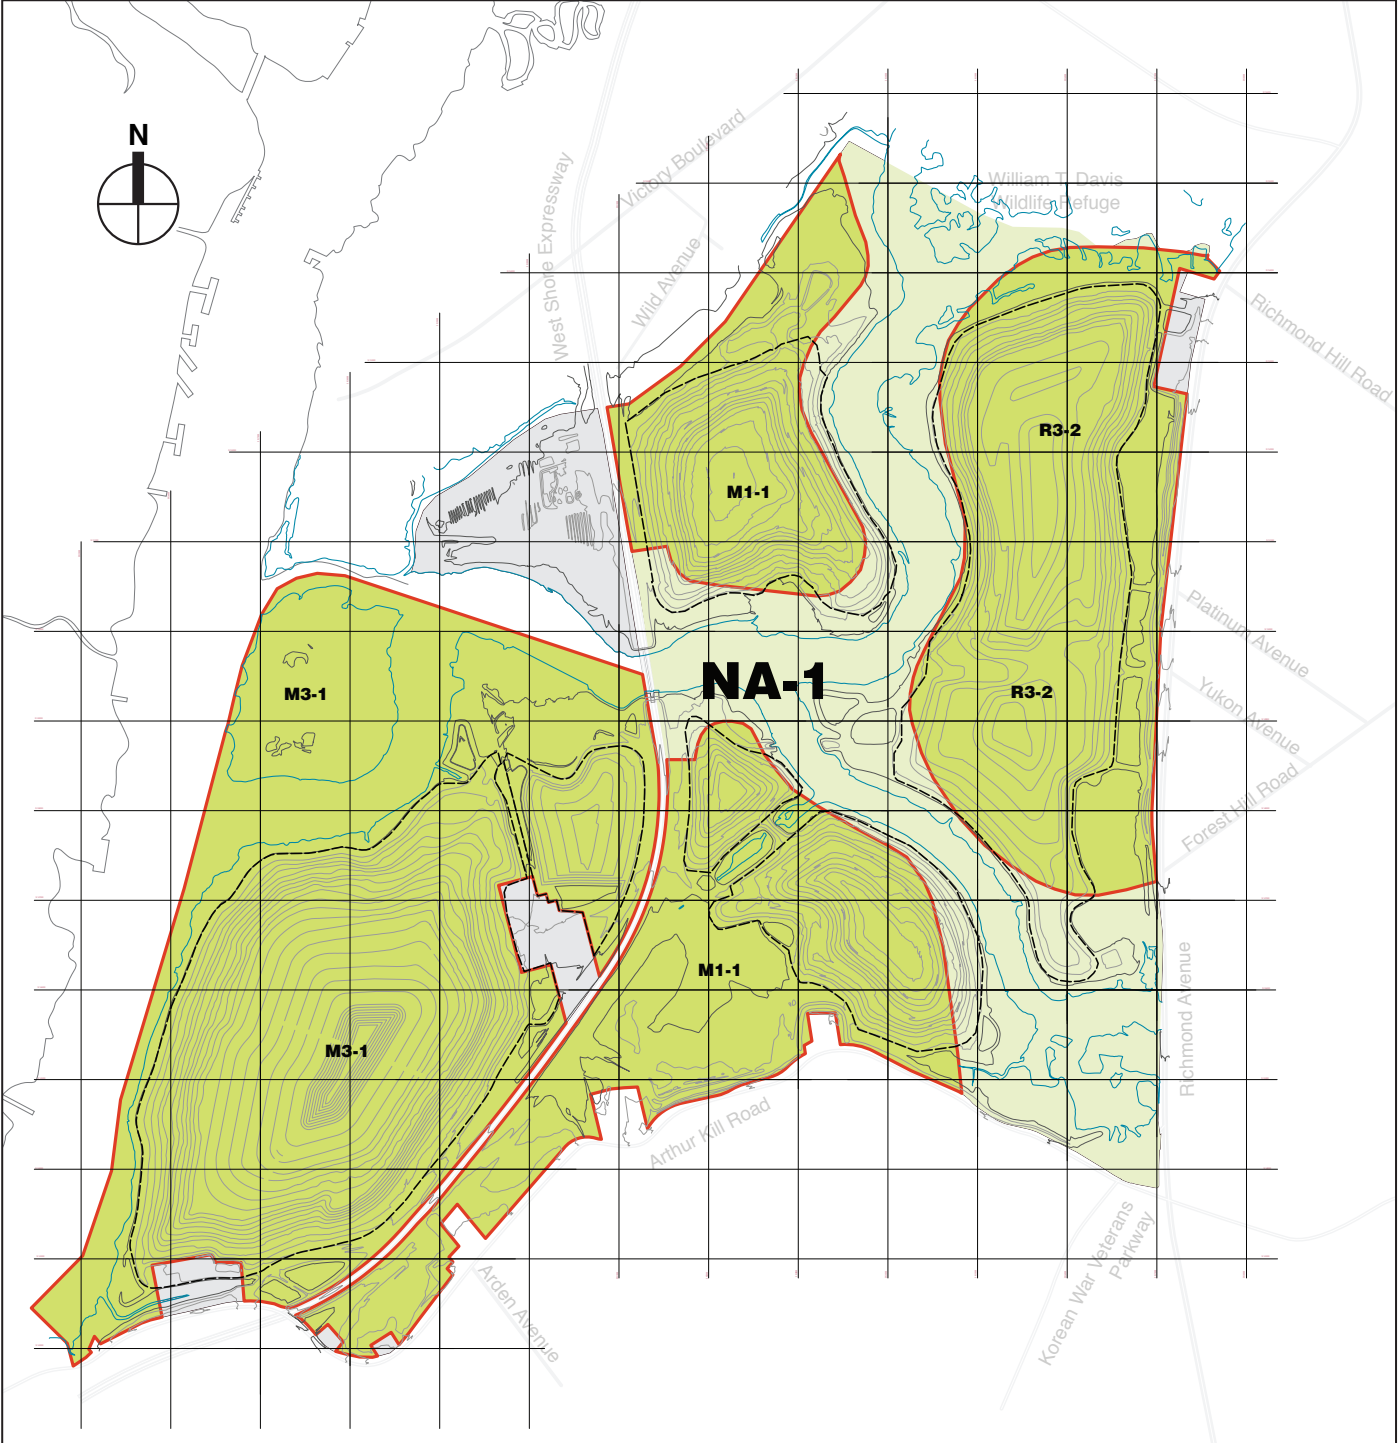 N
Victory Boulevard
West Shore Expressway
William T. Davis
Wildlife Refuge
Wild Avenue
Richmond Hill Road
R3-2
M1-1
Platinum Avenue
NA-1
M3-1
R3-2
Yukon Avenue
Forest Hill Road
M1-1
Richmond Avenue
M3-1
Arthur Kill Road
Korean War Veterans
Parkway
Arden Avenue